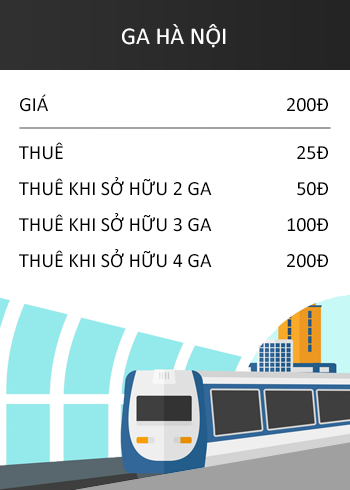 GA HÀ NỘI
GIÁ 200Đ
THUÊ 25Đ
THUÊ KHI SỞ HỮU 2 GA 50Đ
THUÊ KHI SỞ HỮU 3 GA 100Đ
THUÊ KHI SỞ HỮU 4 GA 200Đ